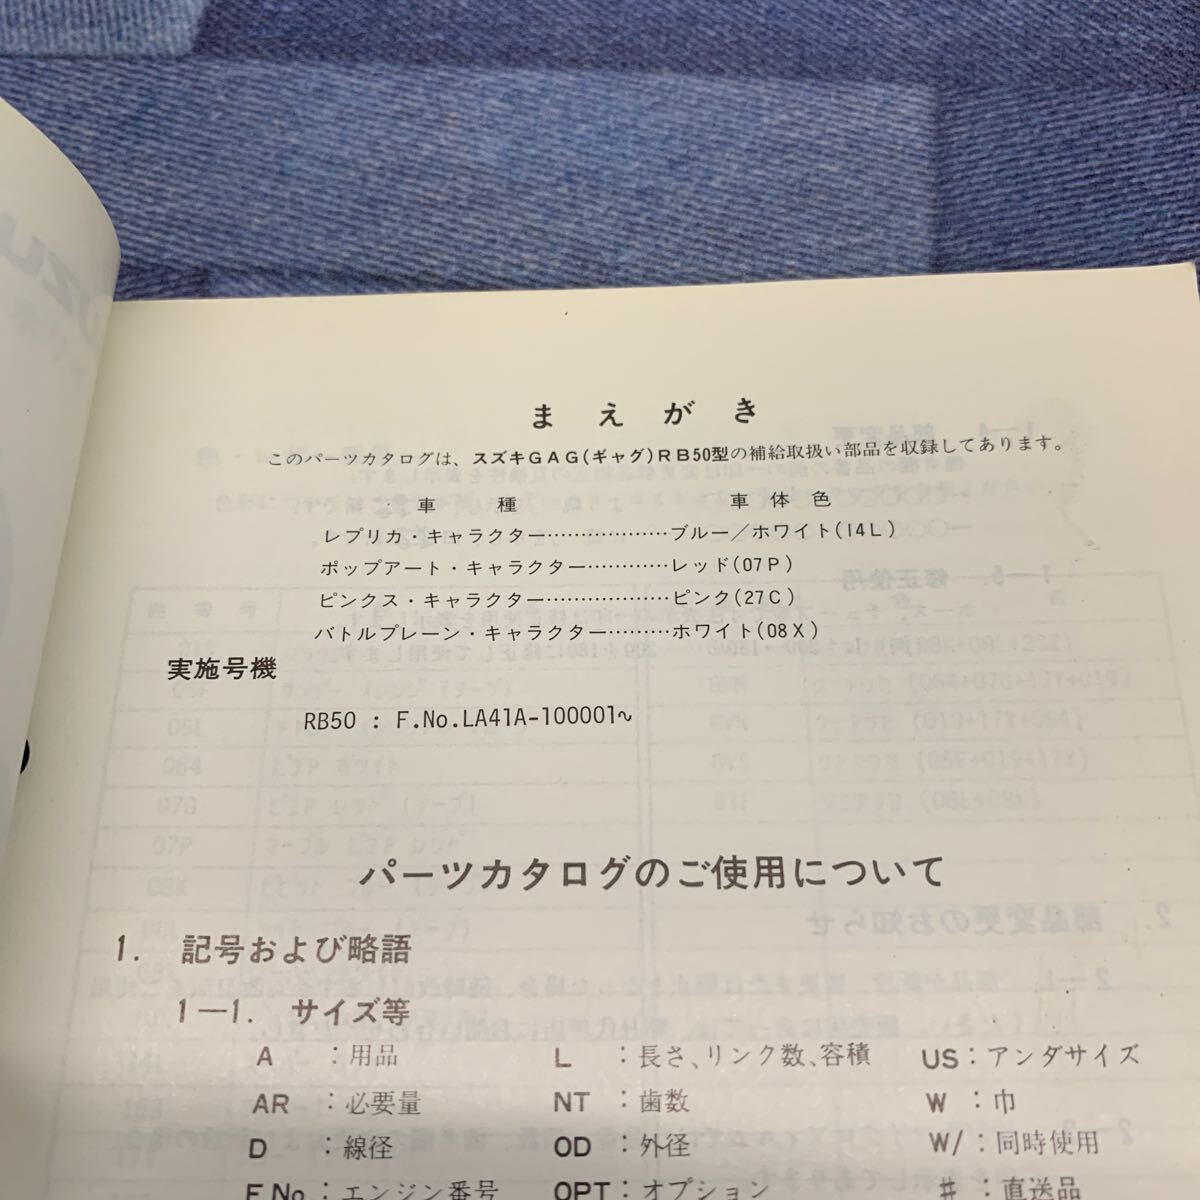 まえがき
このパーツカタログは、スズキGAG(ギャグ)RB50型の補給取扱い部品を収録してあります。
車種 車体色
レプリカ・キャラクター………………ブルー/ホワイト(14L)
ポップアート・キャラクター…………レッド(07P)
ピンクス・キャラクター………………ピンク(27C)
バトルプレーン・キャラクター………ホワイト(08X)
実施号機
RB50 : F.No.LA41A-100001~
パーツカタログのご使用について
1. 記号および略語
1―1. サイズ等
A :用品 L :長さ、リンク数、容積 US:アンダサイズ
AR :必要量 NT :歯数 W :巾
D :線径 OD :外径 W/:同時使用
F.No.:エンジン番号 OPT:オプション #:直送品